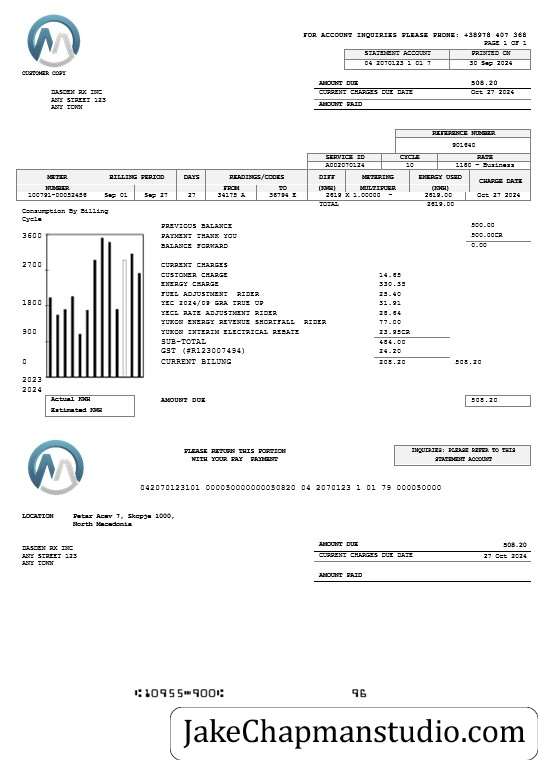 FOR ACCOUNT INQUIRIES PLEASE PHONE: +38978 407 368
PAGE 1 OF 1
STATEMENT ACCOUNT PRINTED ON
04 2070123 1 01 7 30 Sep 2024
CUSTOMER COPY
AMOUNT DUE 508.20
DASDEN RX INC CURRENT CHARGES DUE DATE Oct 27 2024
ANY STREET 123
ANY TOWN AMOUNT PAID
REFERENCE NUMBER
901640
SERVICE ID CYCLE RATE
A002070124 10 1160 - Business
METER NUMBER BILLING PERIOD DAYS READINGS/CODES DIFF METERING ENERGY USED CHARGE DATE
FROM TO (KWH) MULTIPUER (KWH)
100791-00052456 Sep 01 Sep 27 27 34175 A 36794 E 2619 X 1.00000 - 2619.00 Oct 27 2024
TOTAL 2619.00
Consumption By Billing
Cycle
3600
2700
1800
900
0
2023
2024
Actual KWH
Estimated KWH
PREVIOUS BALANCE 500.00
PAYMENT THANK YOU 500.00CR
BALANCE FORWARD 0.00
CURRENT CHARGES
CUSTOMER CHARGE 14.65
ENERGY CHARGE 330.35
FUEL ADJUSTMENT RIDER 25.40
YEC 2024/09 GRA TRUE UP 31.91
YECL RATE ADJUSTMENT RIDER 28.64
YUKON ENERGY REVENUE SHORTFALL RIDER 77.00
YUKON INTERIM ELECTRICAL REBATE 23.95CR
SUB-TOTAL 484.00
GST (#R123007494) 24.20
CURRENT BILUNG 208.20 508.20
AMOUNT DUE 508.20
PLEASE RETURN THIS PORTION
WITH YOUR PAY PAYMENT
INQUIRIES: PLEASE REFER TO THIS
STATEMENT ACCOUNT
042070123101 000050000000050820 04 2070123 1 01 79 000050000
LOCATION Petar Acev 7, Skopje 1000,
North Macedonia
AMOUNT DUE 508.20
DASDEN RX INC CURRENT CHARGES DUE DATE 27 Oct 2024
ANY STREET 123
ANY TOWN
AMOUNT PAID
10955 900 96
JakeChapmanstudio.com